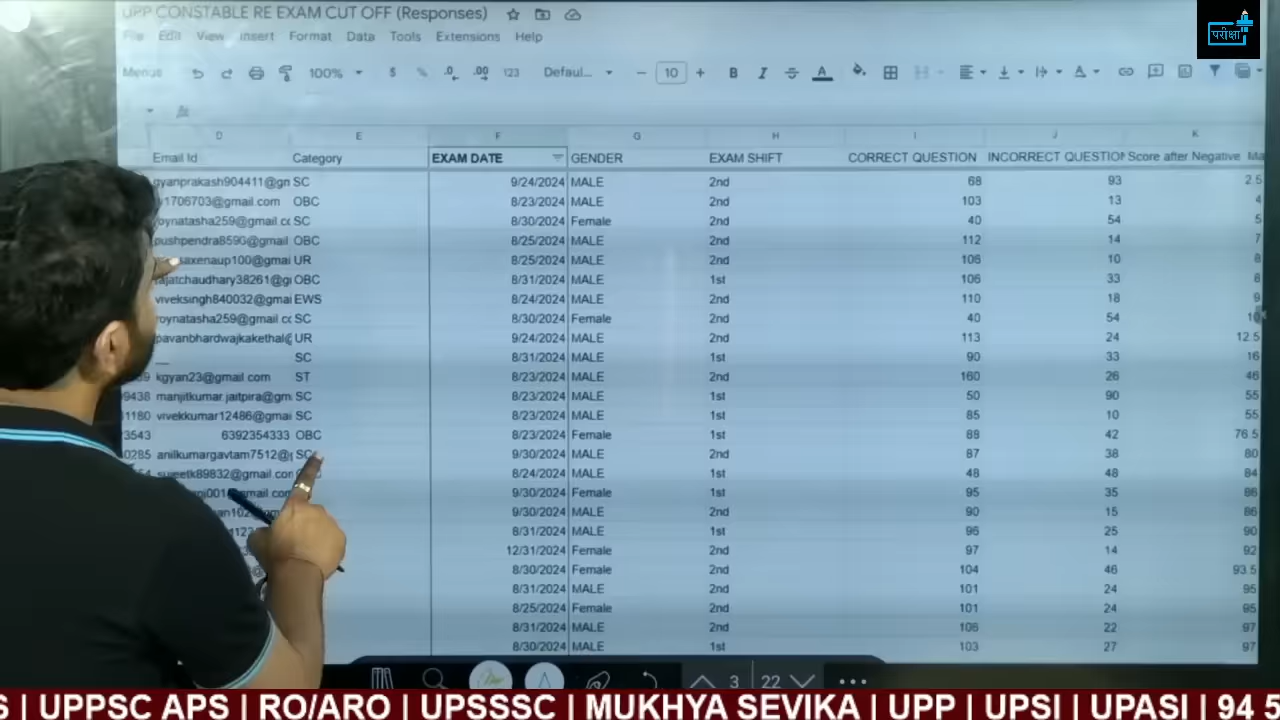 UPP CONSTABLE RE EXAM CUT OFF (Responses)
परीक्षा
File Edit View Insert Format Data Tools Extensions Help
Menus 100% $ % .0 .00 123 Defaul... − 10 + B I A
D E F G H I J K
Email Id Category EXAM DATE GENDER EXAM SHIFT CORRECT QUESTION INCORRECT QUESTION Score after Negative Ma
gyanprakash904411@gm SC 9/24/2024 MALE 2nd 68 93 2.5
1706703@gmail.com OBC 8/23/2024 MALE 2nd 103 13 4
oynatasha259@gmail.cc SC 8/30/2024 Female 2nd 40 54 5
pushpendra8590@gmail OBC 8/25/2024 MALE 2nd 112 14 7
saxenaup100@gmai UR 8/25/2024 MALE 2nd 106 10 8
rajatchaudhary38261@g OBC 8/31/2024 MALE 1st 106 33 8
viveksingh840032@gmai EWS 8/24/2024 MALE 2nd 110 18 9
roynatasha259@gmail.cc SC 8/30/2024 Female 2nd 40 54 10
pavanbhardwajkakethal@ UR 9/24/2024 MALE 2nd 113 24 12.5
SC 8/31/2024 MALE 1st 90 33 16
kgyan23@gmail.com ST 8/23/2024 MALE 2nd 160 26 46
9438 manjitkumar.jaitpira@gm SC 8/23/2024 MALE 1st 50 90 55
1180 vivekkumar12486@gmai SC 8/23/2024 MALE 1st 85 10 55
3543 6392354333 OBC 8/23/2024 Female 1st 88 42 76.5
0285 anilkumargavtam7512@g SC 9/30/2024 MALE 2nd 87 38 80
sujeetk89832@gmail.com 8/24/2024 MALE 1st 48 48 84
9/30/2024 Female 1st 95 35 86
9/30/2024 MALE 2nd 90 15 86
8/31/2024 MALE 1st 96 25 90
12/31/2024 Female 2nd 97 14 92
8/30/2024 Female 2nd 104 46 93.5
8/31/2024 MALE 2nd 101 24 95
8/25/2024 Female 2nd 101 24 95
8/31/2024 MALE 2nd 106 22 97
8/30/2024 MALE 1st 103 27 97
3 22
S | UPPSC APS | RO/ARO | UPSSSC | MUKHYA SEVIKA | UPP | UPSI | UPASI | 94 5